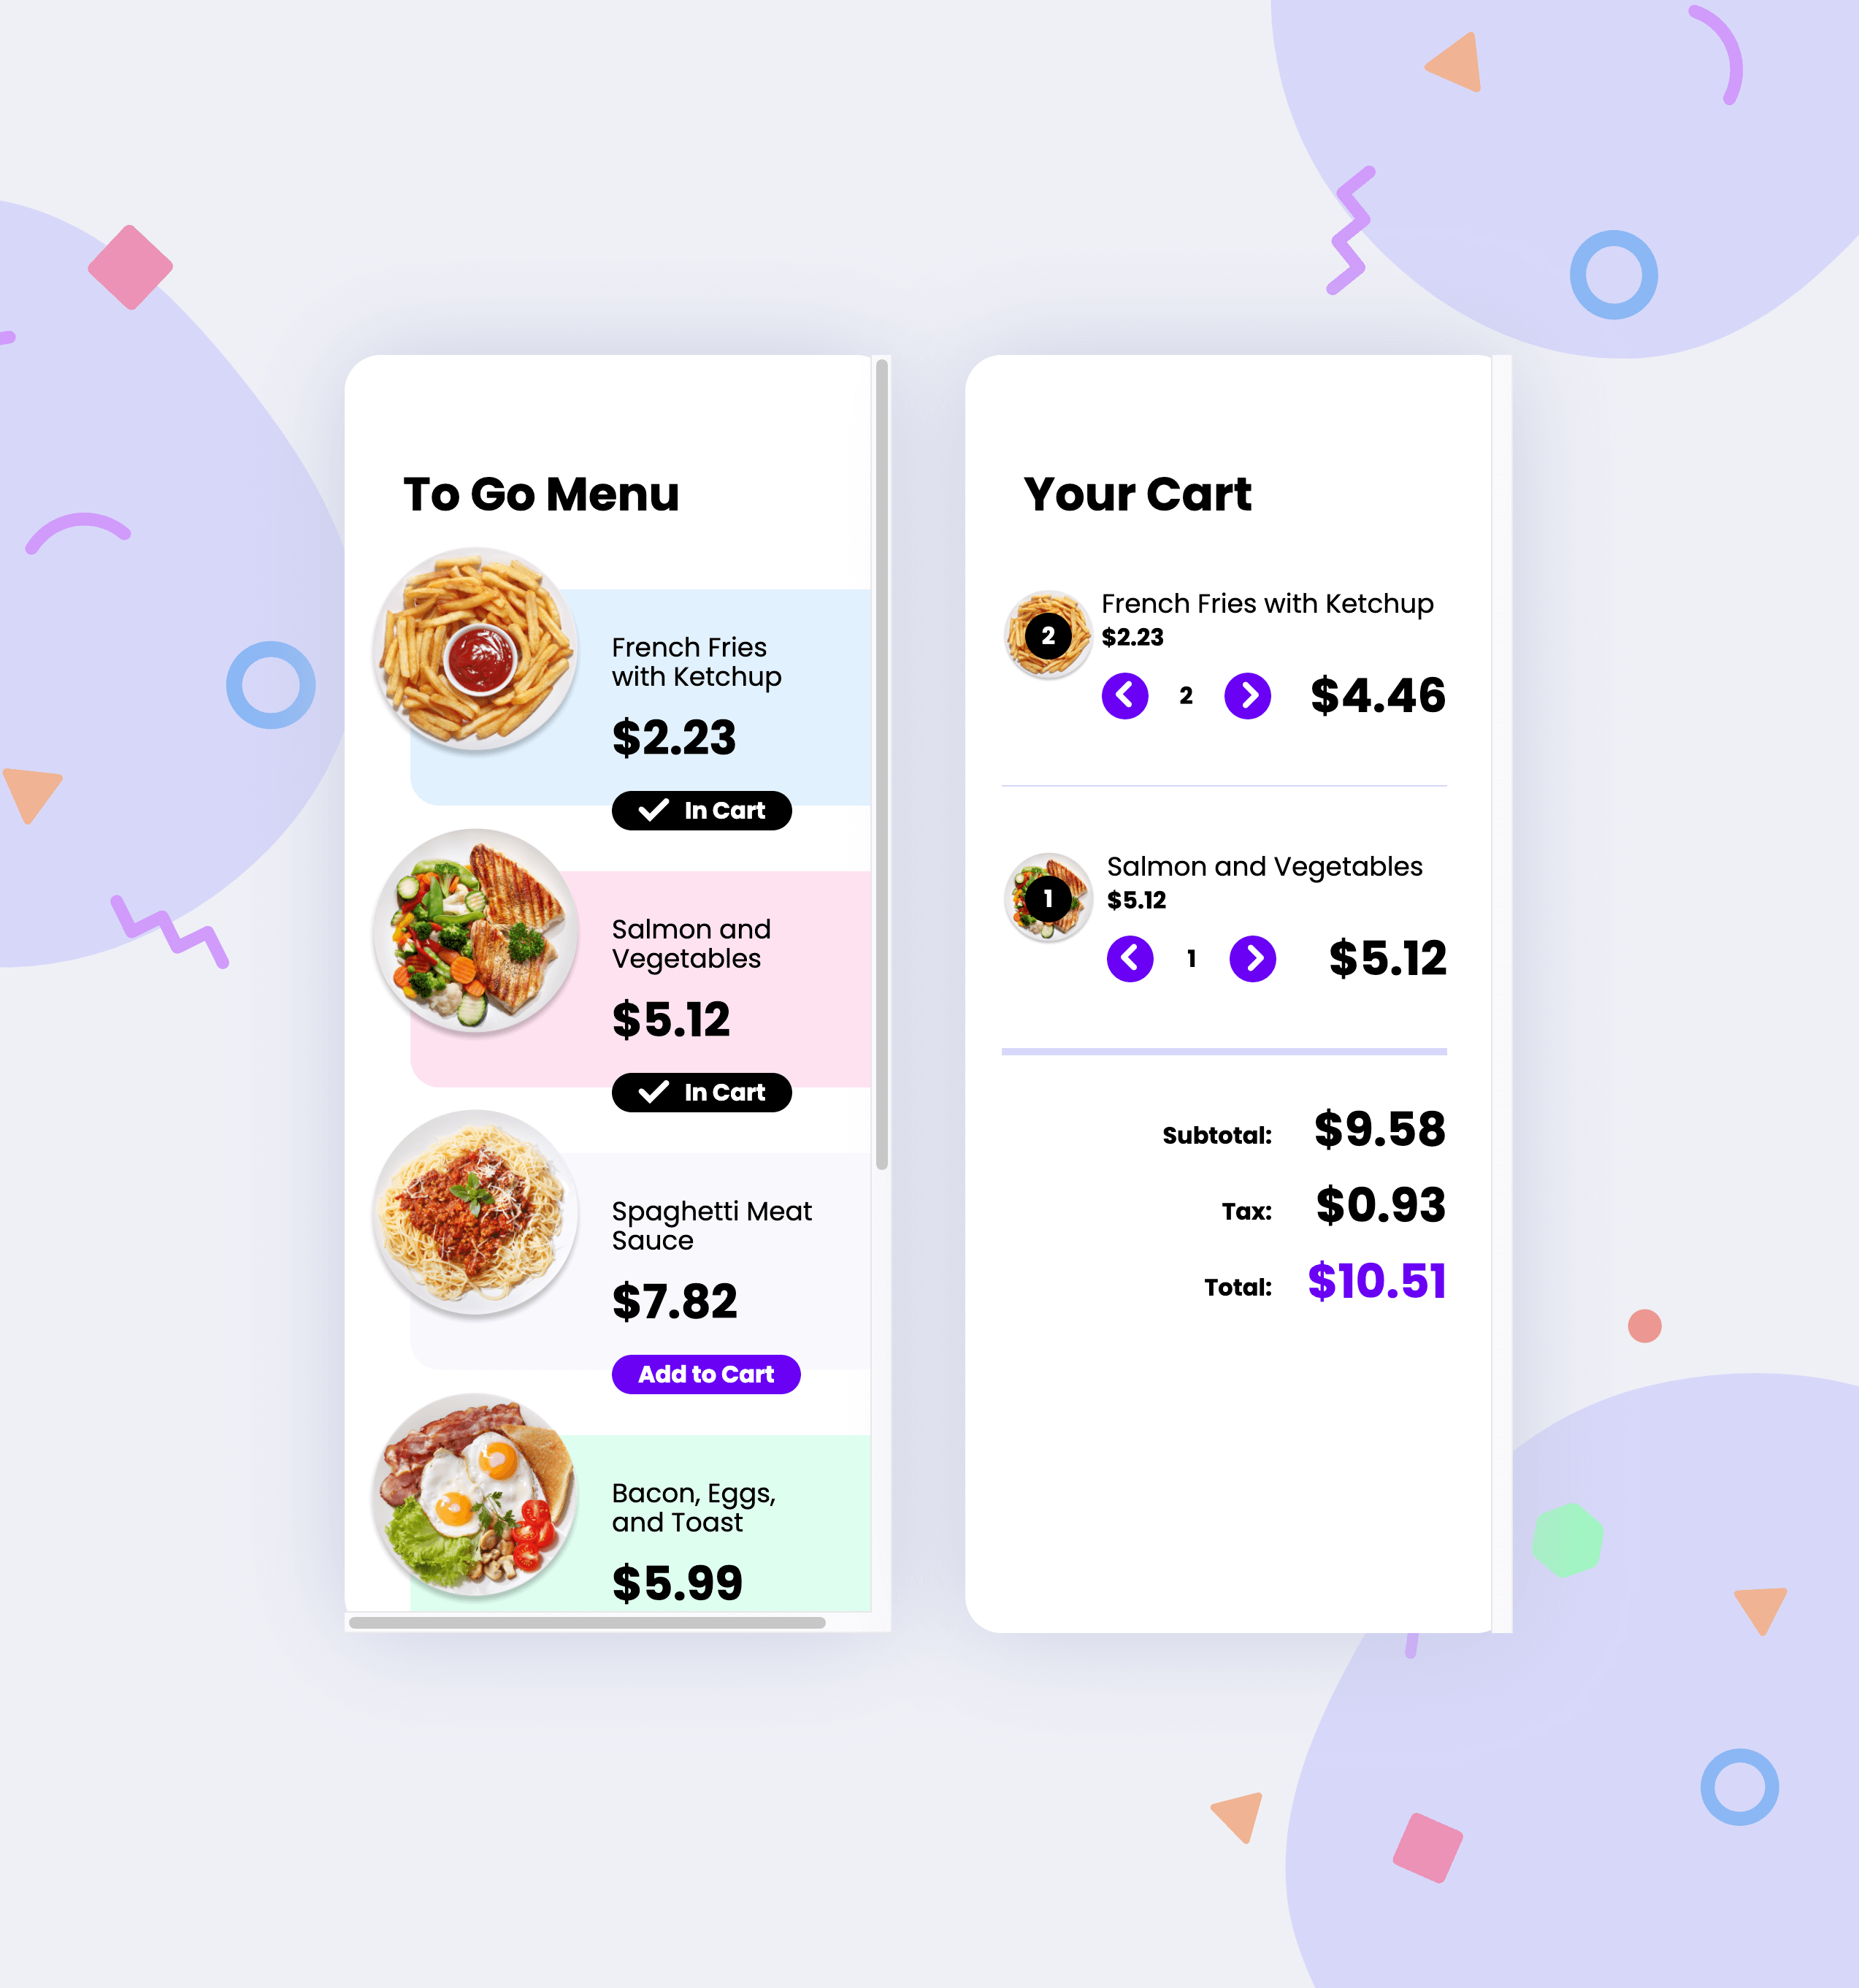 To Go Menu
French Fries
with Ketchup
$2.23
In Cart
Salmon and
Vegetables
$5.12
In Cart
Spaghetti Meat
Sauce
$7.82
Add to Cart
Bacon, Eggs,
and Toast
$5.99
Your Cart
2
French Fries with Ketchup
$2.23
2
$4.46
1
Salmon and Vegetables
$5.12
1
$5.12
Subtotal: $9.58
Tax: $0.93
Total: $10.51